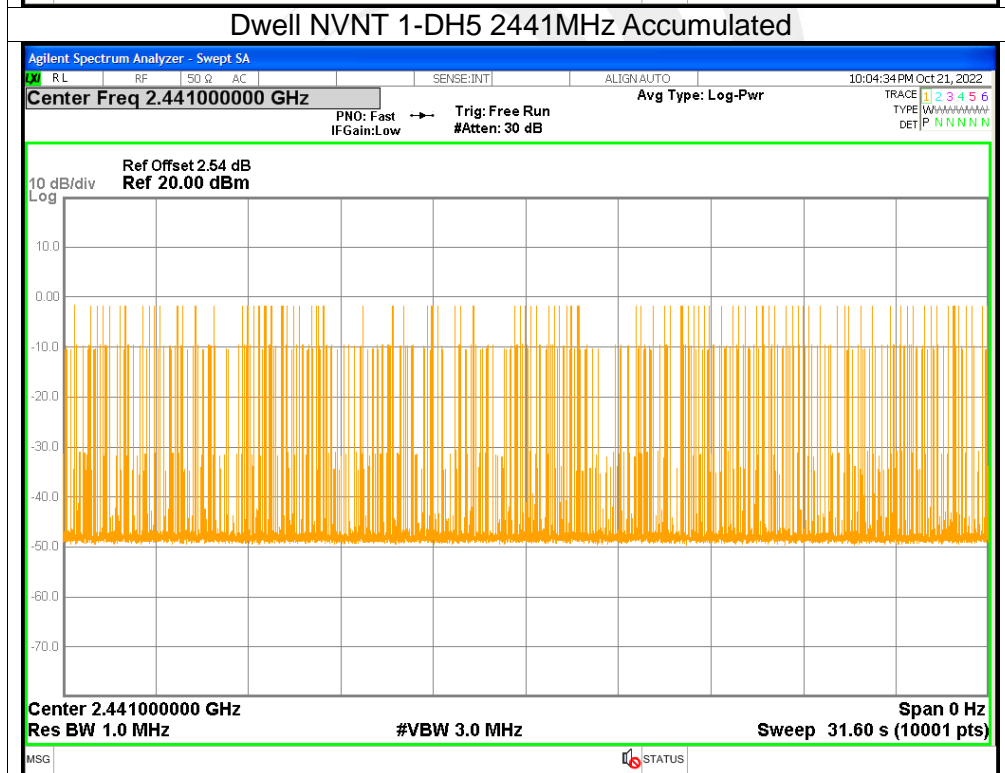 Dwell NVNT 1-DH5 2441MHz Accumulated
Agilent Spectrum Analyzer - Swept SA
LXI RL RF 50 Ω AC SENSE:INT ALIGN AUTO 10:04:34 PM Oct 21, 2022
Center Freq 2.441000000 GHz Avg Type: Log-Pwr TRACE 1 2 3 4 5 6
PNO: Fast Trig: Free Run TYPE WWWWWW
IFGain:Low #Atten: 30 dB DET P N N N N N
Ref Offset 2.54 dB
10 dB/div Ref 20.00 dBm
Log
10.0
0.00
-10.0
-20.0
-30.0
-40.0
-50.0
-60.0
-70.0
Center 2.441000000 GHz Span 0 Hz
Res BW 1.0 MHz #VBW 3.0 MHz Sweep 31.60 s (10001 pts)
MSG STATUS